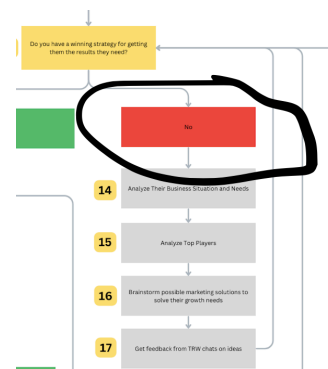 Do you have a winning strategy for getting
them the results they need?
No
14
Analyze Their Business Situation and Needs
15
Analyze Top Players
16
Brainstorm possible marketing solutions to
solve their growth needs
17
Get feedback from TRW chats on ideas